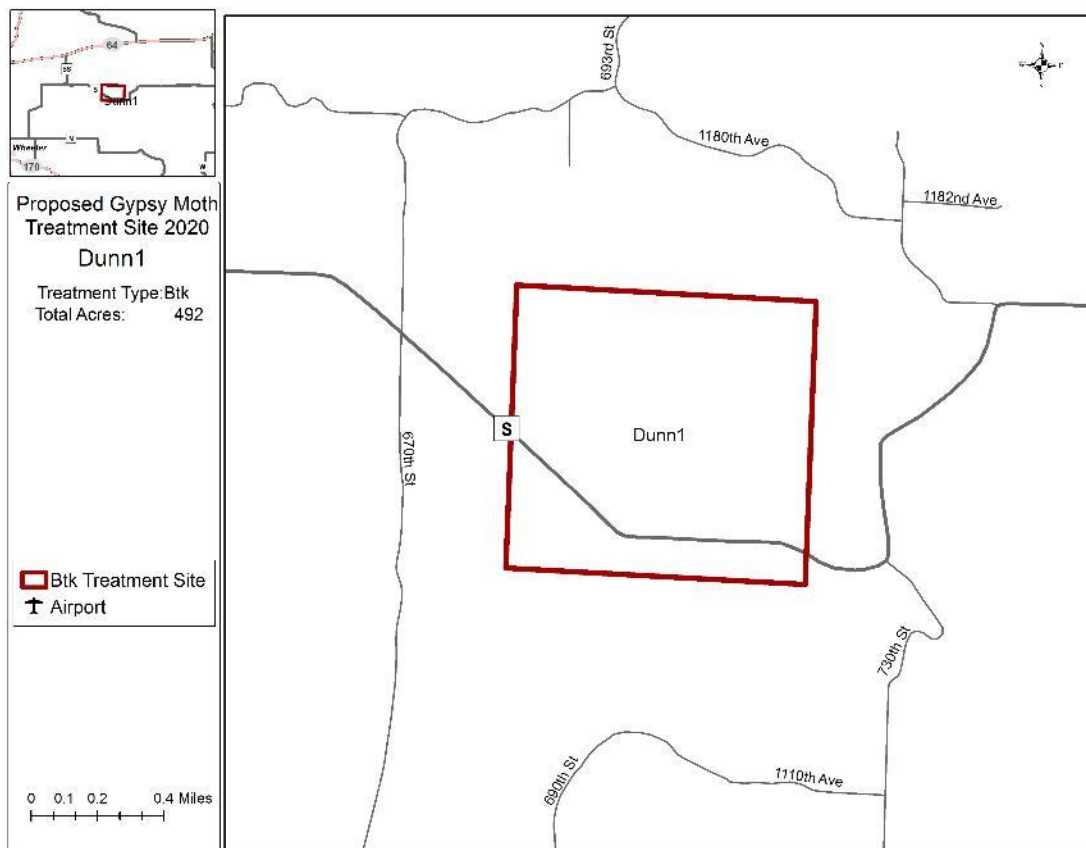 64
58
S
Dunn1
N
Wheeler
170
W
Proposed Gypsy Moth
Treatment Site 2020
Dunn1
Treatment Type:Btk
Total Acres: 492
Btk Treatment Site
Airport
0 0.1 0.2 0.4 Miles
693rd St
1180th Ave
1182nd Ave
S
Dunn1
670th St
730th St
690th St
1110th Ave